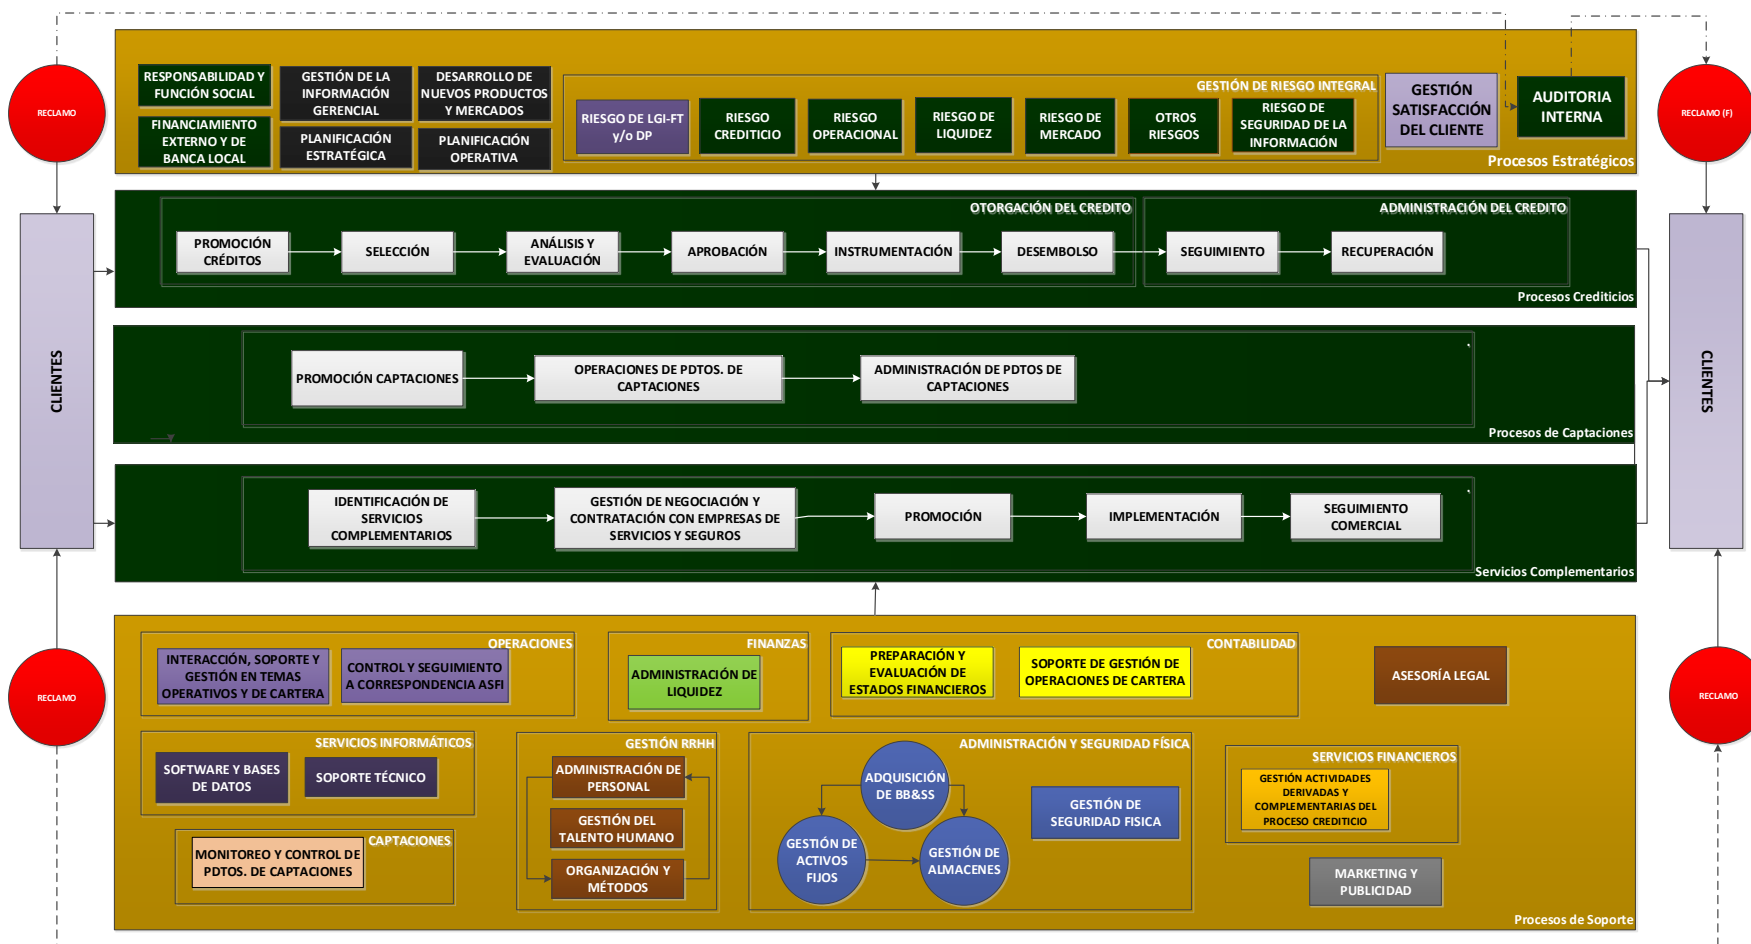 RECLAMO
RESPONSABILIDAD Y
FUNCIÓN SOCIAL
GESTIÓN DE LA
INFORMACIÓN
GERENCIAL
DESARROLLO DE
NUEVOS PRODUCTOS
Y MERCADOS
FINANCIAMIENTO
EXTERNO Y DE
BANCA LOCAL
PLANIFICACIÓN
ESTRATÉGICA
PLANIFICACIÓN
OPERATIVA
GESTIÓN DE RIESGO INTEGRAL
RIESGO DE LGI-FT
y/o DP
RIESGO
CREDITICIO
RIESGO
OPERACIONAL
RIESGO DE
LIQUIDEZ
RIESGO DE
MERCADO
OTROS
RIESGOS
RIESGO DE
SEGURIDAD DE LA
INFORMACIÓN
GESTIÓN
SATISFACCIÓN
DEL CLIENTE
AUDITORIA
INTERNA
Procesos Estratégicos
RECLAMO (F)
CLIENTES
OTORGACIÓN DEL CREDITO
PROMOCIÓN
CRÉDITOS
SELECCIÓN
ANÁLISIS Y
EVALUACIÓN
APROBACIÓN
INSTRUMENTACIÓN
DESEMBOLSO
ADMINISTRACIÓN DEL CREDITO
SEGUIMIENTO
RECUPERACIÓN
Procesos Crediticios
PROMOCIÓN CAPTACIONES
OPERACIONES DE PDTOS. DE
CAPTACIONES
ADMINISTRACIÓN DE PDTOS DE
CAPTACIONES
Procesos de Captaciones
IDENTIFICACIÓN DE
SERVICIOS
COMPLEMENTARIOS
GESTIÓN DE NEGOCIACIÓN Y
CONTRATACIÓN CON EMPRESAS DE
SERVICIOS Y SEGUROS
PROMOCIÓN
IMPLEMENTACIÓN
SEGUIMIENTO
COMERCIAL
Servicios Complementarios
CLIENTES
RECLAMO
OPERACIONES
INTERACCIÓN, SOPORTE Y
GESTIÓN EN TEMAS
OPERATIVOS Y DE CARTERA
CONTROL Y SEGUIMIENTO
A CORRESPONDENCIA ASFI
FINANZAS
ADMINISTRACIÓN DE
LIQUIDEZ
CONTABILIDAD
PREPARACIÓN Y
EVALUACIÓN DE
ESTADOS FINANCIEROS
SOPORTE DE GESTIÓN DE
OPERACIONES DE CARTERA
ASESORÍA LEGAL
RECLAMO
SERVICIOS INFORMÁTICOS
SOFTWARE Y BASES
DE DATOS
SOPORTE TÉCNICO
GESTIÓN RRHH
ADMINISTRACIÓN DE
PERSONAL
GESTIÓN DEL
TALENTO HUMANO
ORGANIZACIÓN Y
MÉTODOS
ADMINISTRACIÓN Y SEGURIDAD FÍSICA
ADQUISICIÓN
DE BB&SS
GESTIÓN DE
ACTIVOS
FIJOS
GESTIÓN DE
ALMACENES
GESTIÓN DE
SEGURIDAD FISICA
SERVICIOS FINANCIEROS
GESTIÓN ACTIVIDADES
DERIVADAS Y
COMPLEMENTARIAS DEL
PROCESO CREDITICIO
CAPTACIONES
MONITOREO Y CONTROL DE
PDTOS. DE CAPTACIONES
MARKETING Y
PUBLICIDAD
Procesos de Soporte